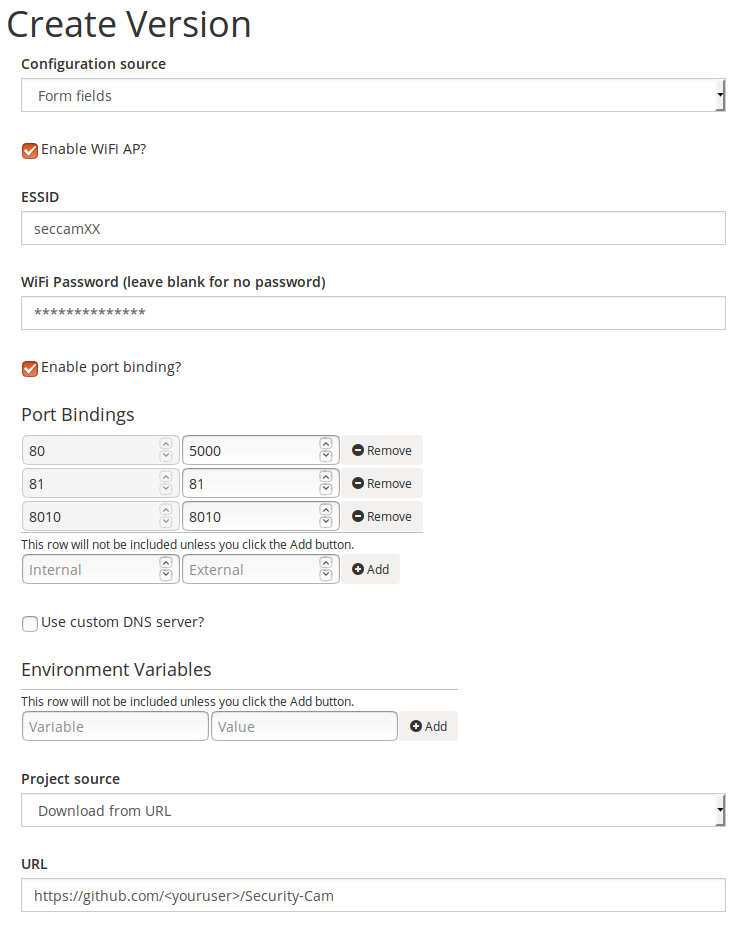 Create Version
Configuration source
Form fields
Enable WiFi AP?
ESSID
seccamXX
WiFi Password (leave blank for no password)
**************
Enable port binding?
Port Bindings
80 5000 Remove
81 81 Remove
8010 8010 Remove
This row will not be included unless you click the Add button.
Internal External Add
Use custom DNS server?
Environment Variables
This row will not be included unless you click the Add button.
Variable Value Add
Project source
Download from URL
URL
https://github.com/<youruser>/Security-Cam